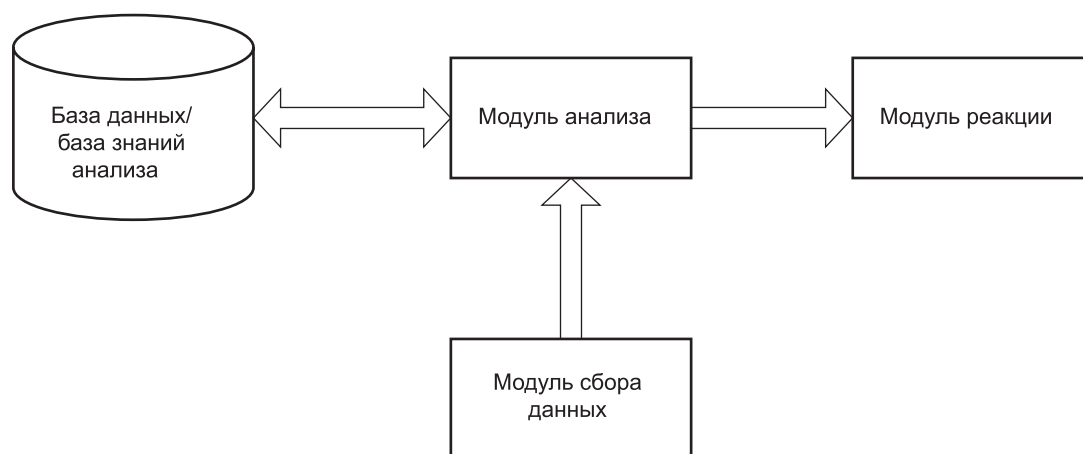 База данных/
база знаний
анализа
Модуль анализа
Модуль реакции
Модуль сбора
данных